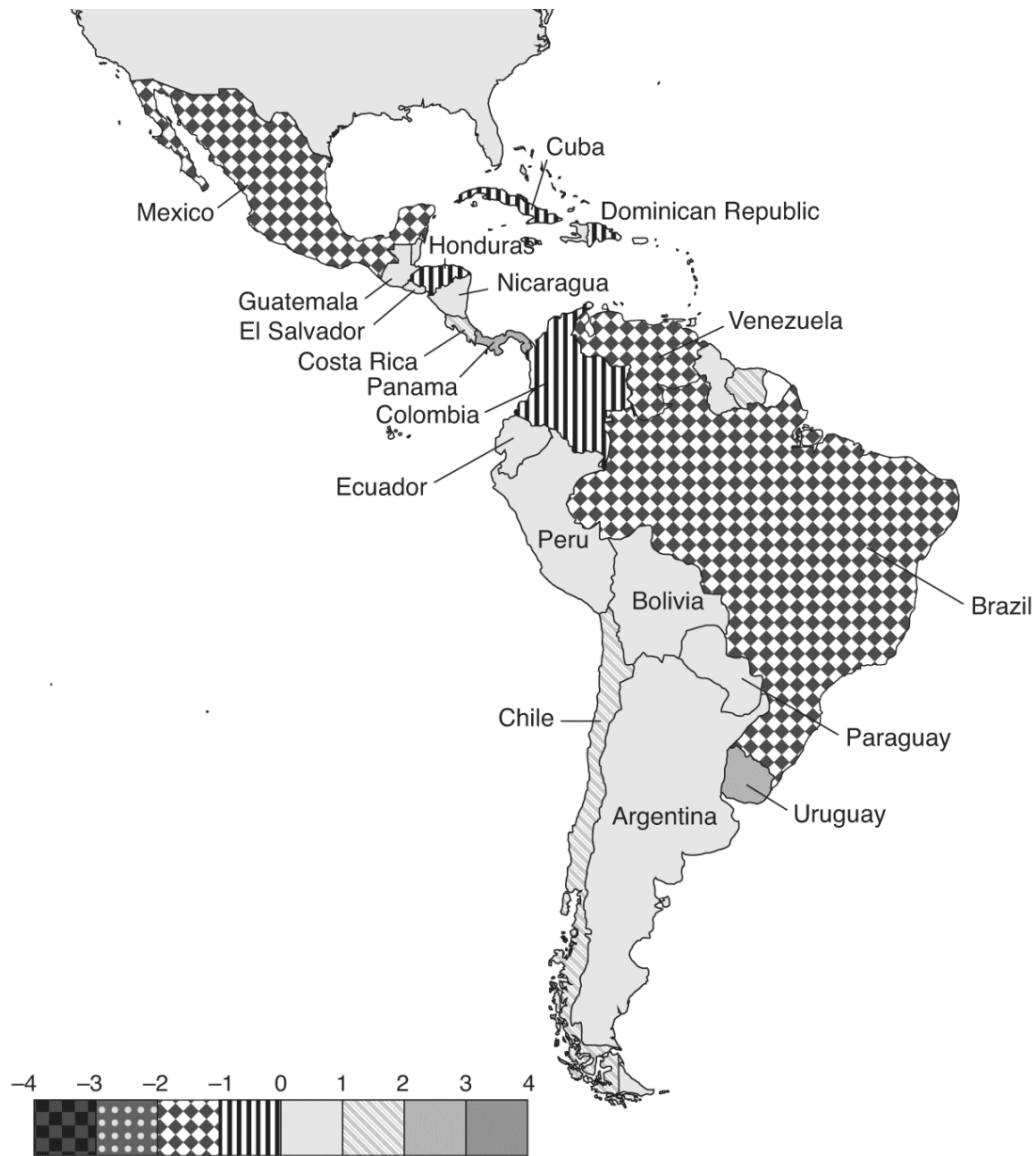 Cuba
Mexico
Dominican Republic
Honduras
Nicaragua
Guatemala
El Salvador
Venezuela
Costa Rica
Panama
Colombia
Ecuador
Peru
Bolivia
Brazil
Chile
Paraguay
Argentina
Uruguay
–4 –3 –2 –1 0 1 2 3 4